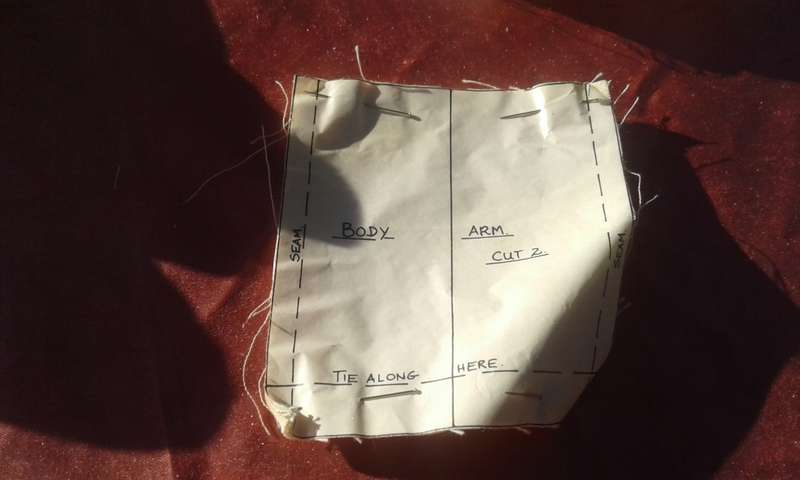 BODY
ARM.
CUT 2
SEAM
SEAM
TIE ALONG HERE.